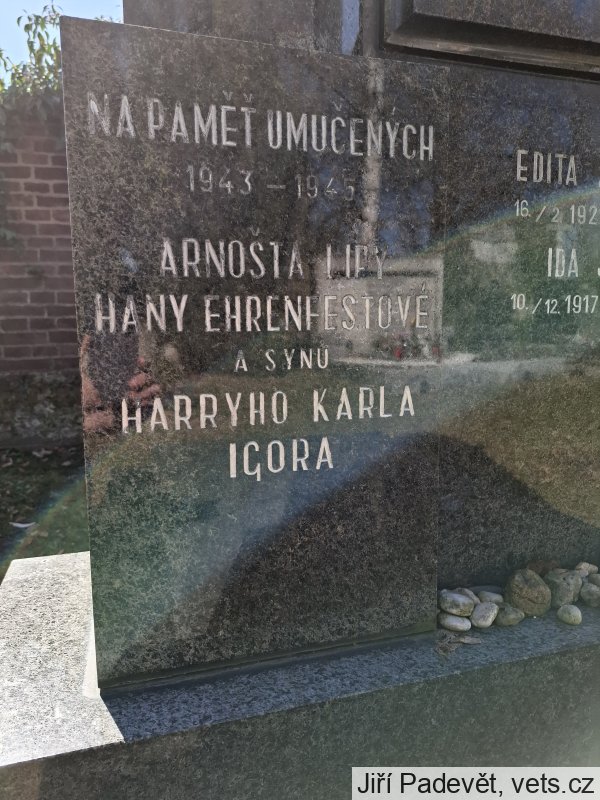 NA PAMĚŤ UMUČENÝCH
1943 — 1945
ARNOŠTA LIPY
HANY EHRENFESTOVÉ
A SYNŮ
HARRYHO KARLA
IGORA
EDITA
16./2. 192
IDA J
10./12. 1917
Jiří Padevět, vets.cz